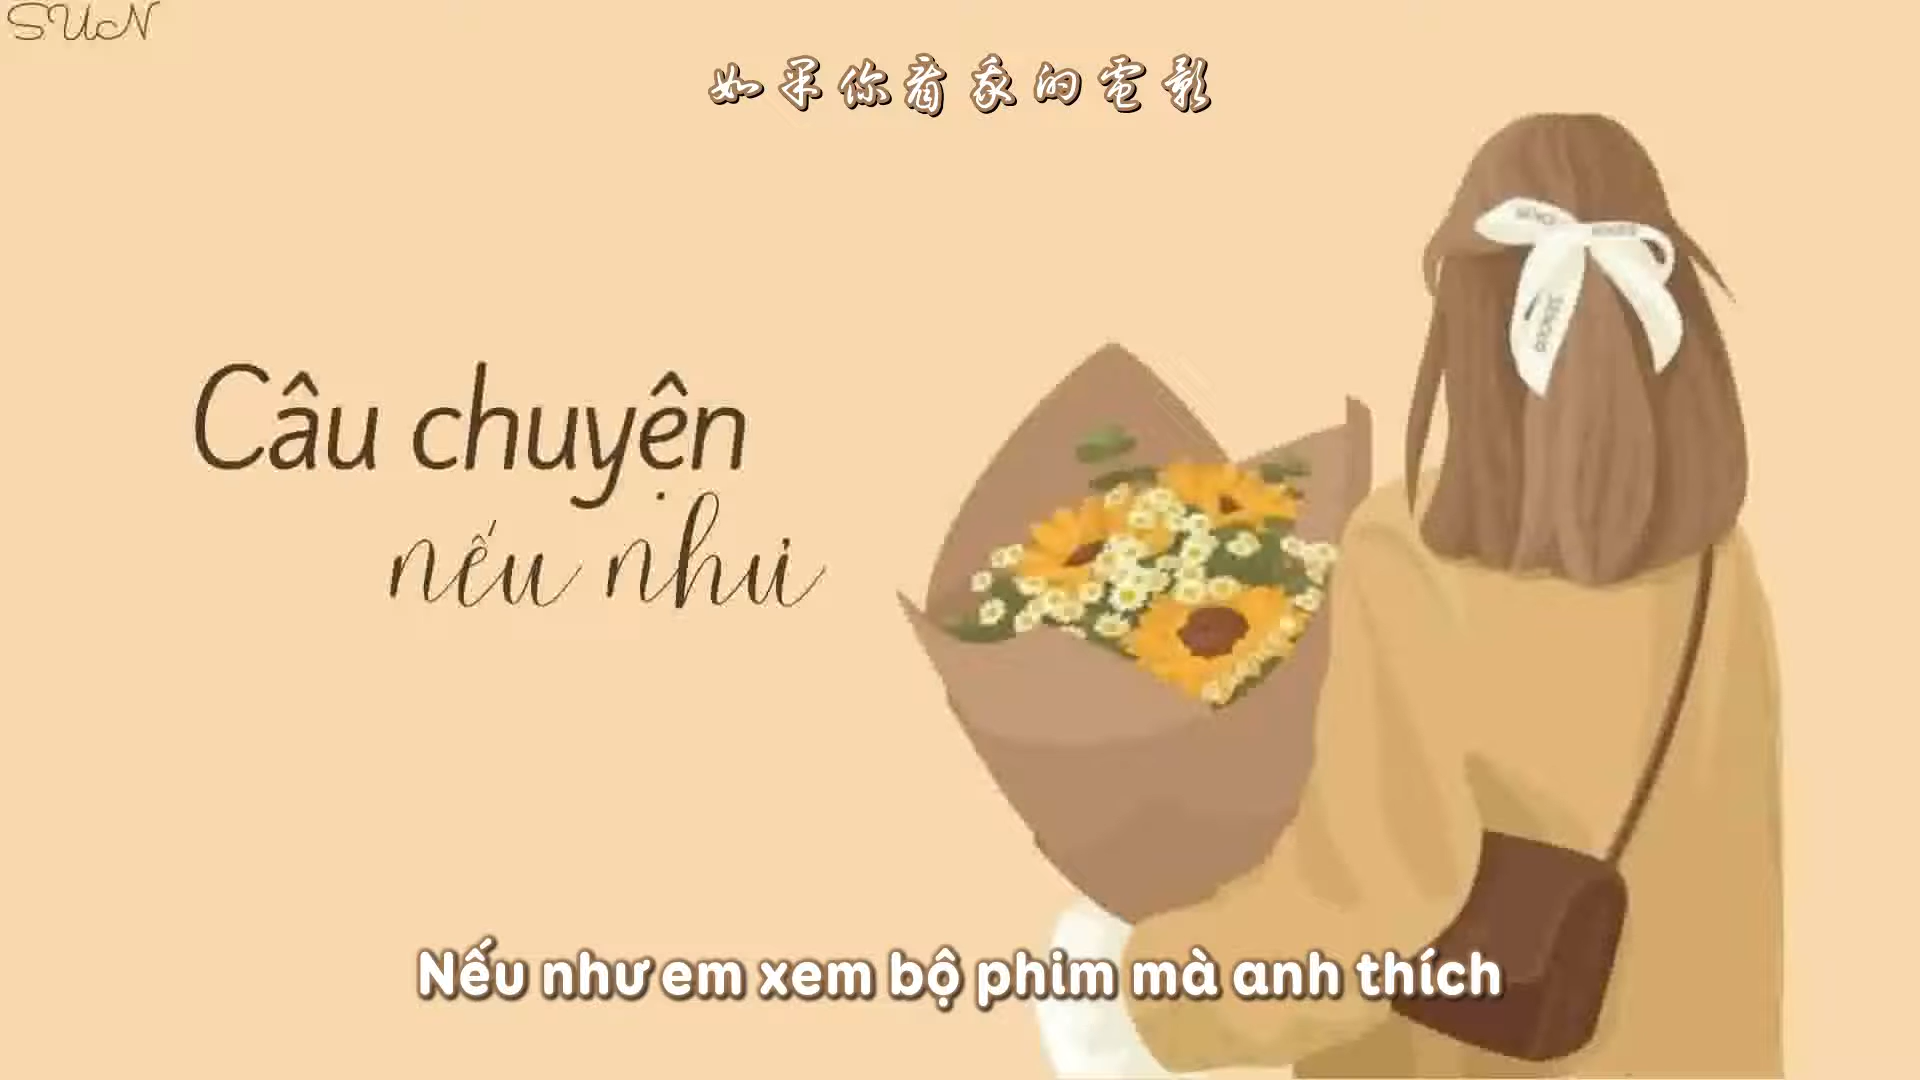 SUN
如果你看我的電影
Câu chuyện
nếu như
Nếu như em xem bộ phim mà anh thích